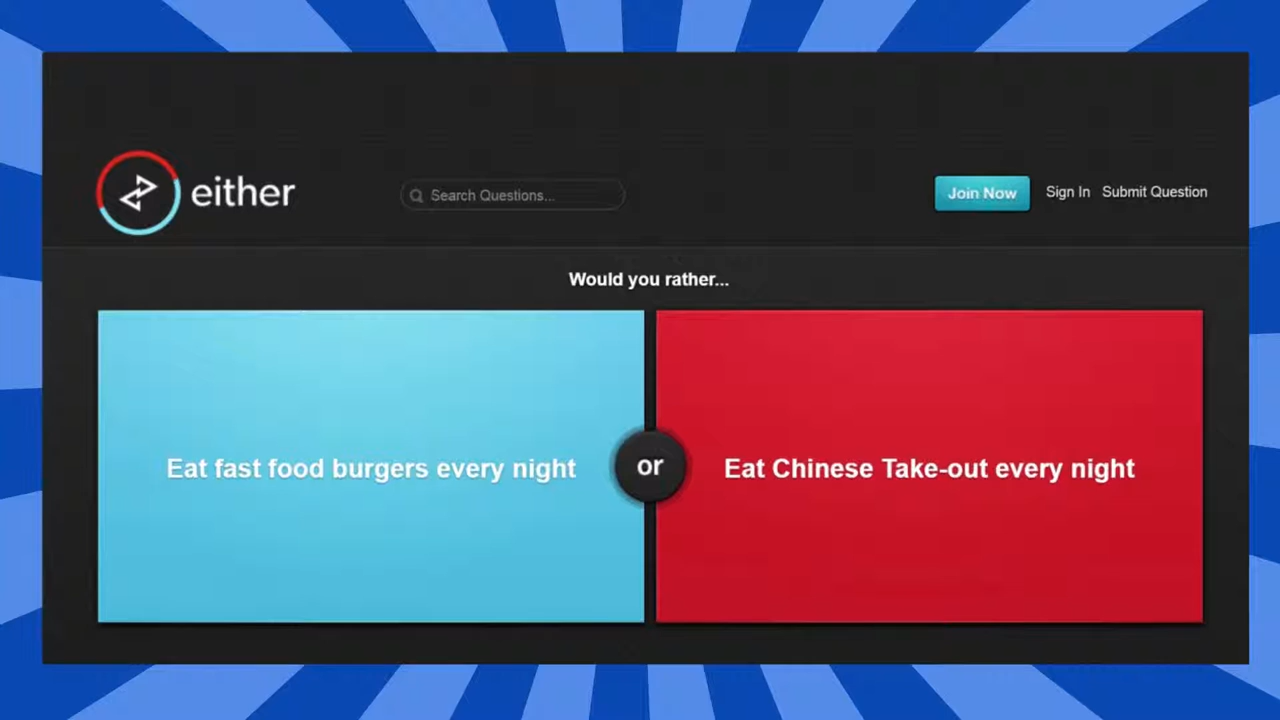 either
Search Questions...
Join Now
Sign In
Submit Question
Would you rather...
Eat fast food burgers every night
or
Eat Chinese Take-out every night